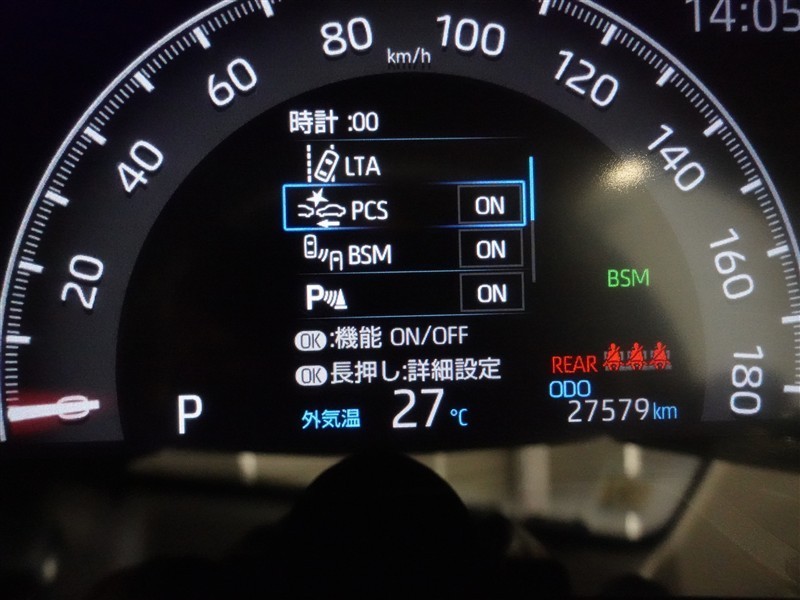 14:05
0
20
40
60
80
km/h
100
120
140
160
180
時計 :00
LTA
PCS ON
BSM ON
P ON
OK:機能 ON/OFF
OK長押し:詳細設定
外気温 27 ℃
P
BSM
REAR
ODO
27579 km